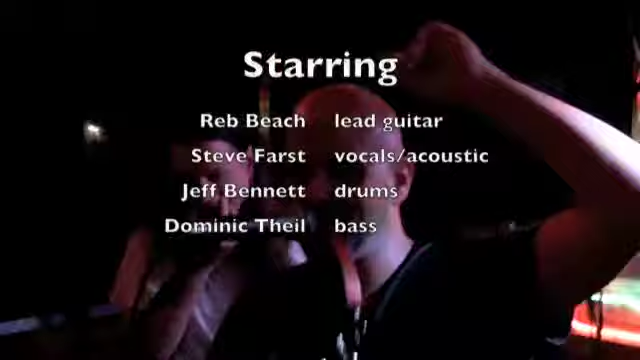 Starring
Reb Beach lead guitar
Steve Farst vocals/acoustic
Jeff Bennett drums
Dominic Theil bass